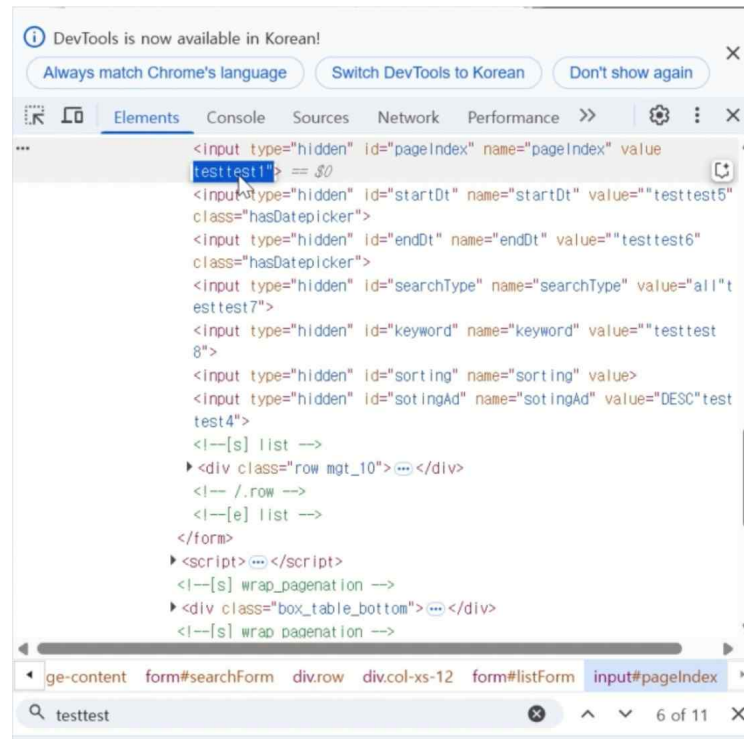 DevTools is now available in Korean!
Always match Chrome's language Switch DevTools to Korean Don't show again
Elements Console Sources Network Performance
<input type="hidden" id="pageIndex" name="pageIndex" value
testtest1"> == $0
<input type="hidden" id="startDt" name="startDt" value=""testtest5"
class="hasDatepicker">
<input type="hidden" id="endDt" name="endDt" value=""testtest6"
class="hasDatepicker">
<input type="hidden" id="searchType" name="searchType" value="all"t
esttest7">
<input type="hidden" id="keyword" name="keyword" value=""testtest
8">
<input type="hidden" id="sorting" name="sorting" value>
<input type="hidden" id="sotingAd" name="sotingAd" value="DESC"test
test4">
<!--[s] list -->
<div class="row mgt_10"> ... </div>
<!-- /.row -->
<!--[e] list -->
</form>
<script> ... </script>
<!--[s] wrap_pagenation -->
<div class="box_table_bottom"> ... </div>
<!--[s] wrap pagenation -->
ge-content form#searchForm div.row div.col-xs-12 form#listForm input#pageIndex
testtest 6 of 11